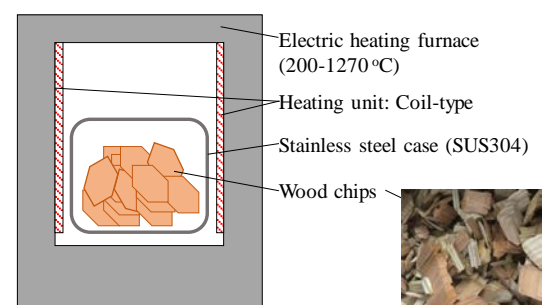 Electric heating furnace
(200-1270 °C)
Heating unit: Coil-type
Stainless steel case (SUS304)
Wood chips